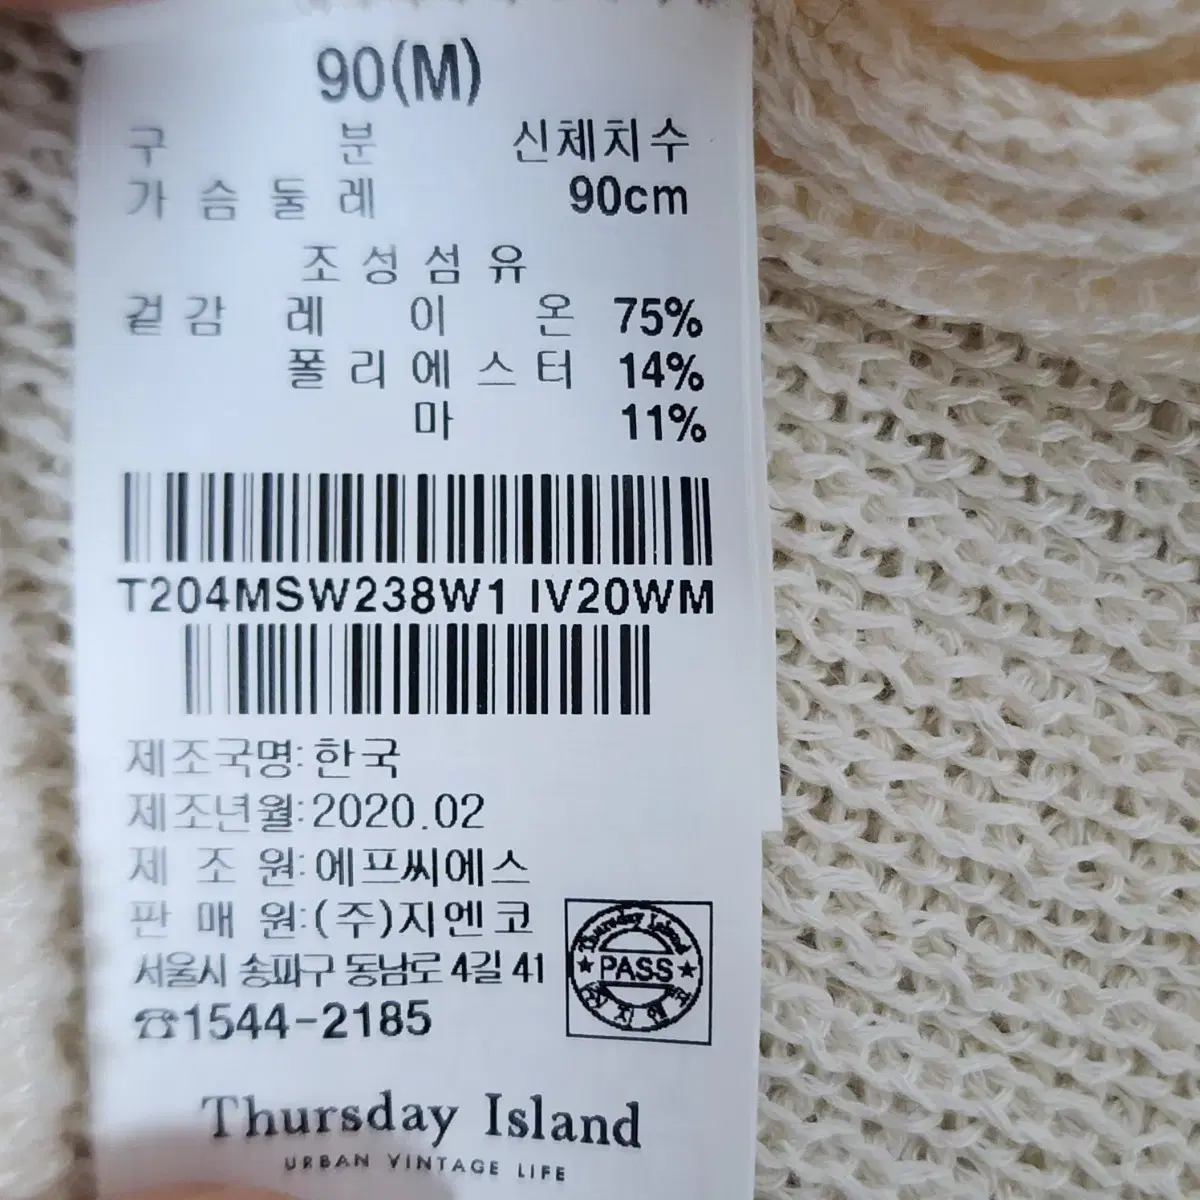 90(M)
구 분 신체치수
가 슴 둘 레 90cm
조 성 섬 유
겉 감 레 이 온 75%
폴 리 에 스 터 14%
마 11%
T204MSW238W1 IV20WM
제조국명:한국
제조년월:2020.02
제 조 원:에프씨에스
판 매 원:(주)지엔코
서울시 송파구 동남로 4길 41
☎1544-2185
Thursday Island
★PASS★
Thursday Island
URBAN VINTAGE LIFE